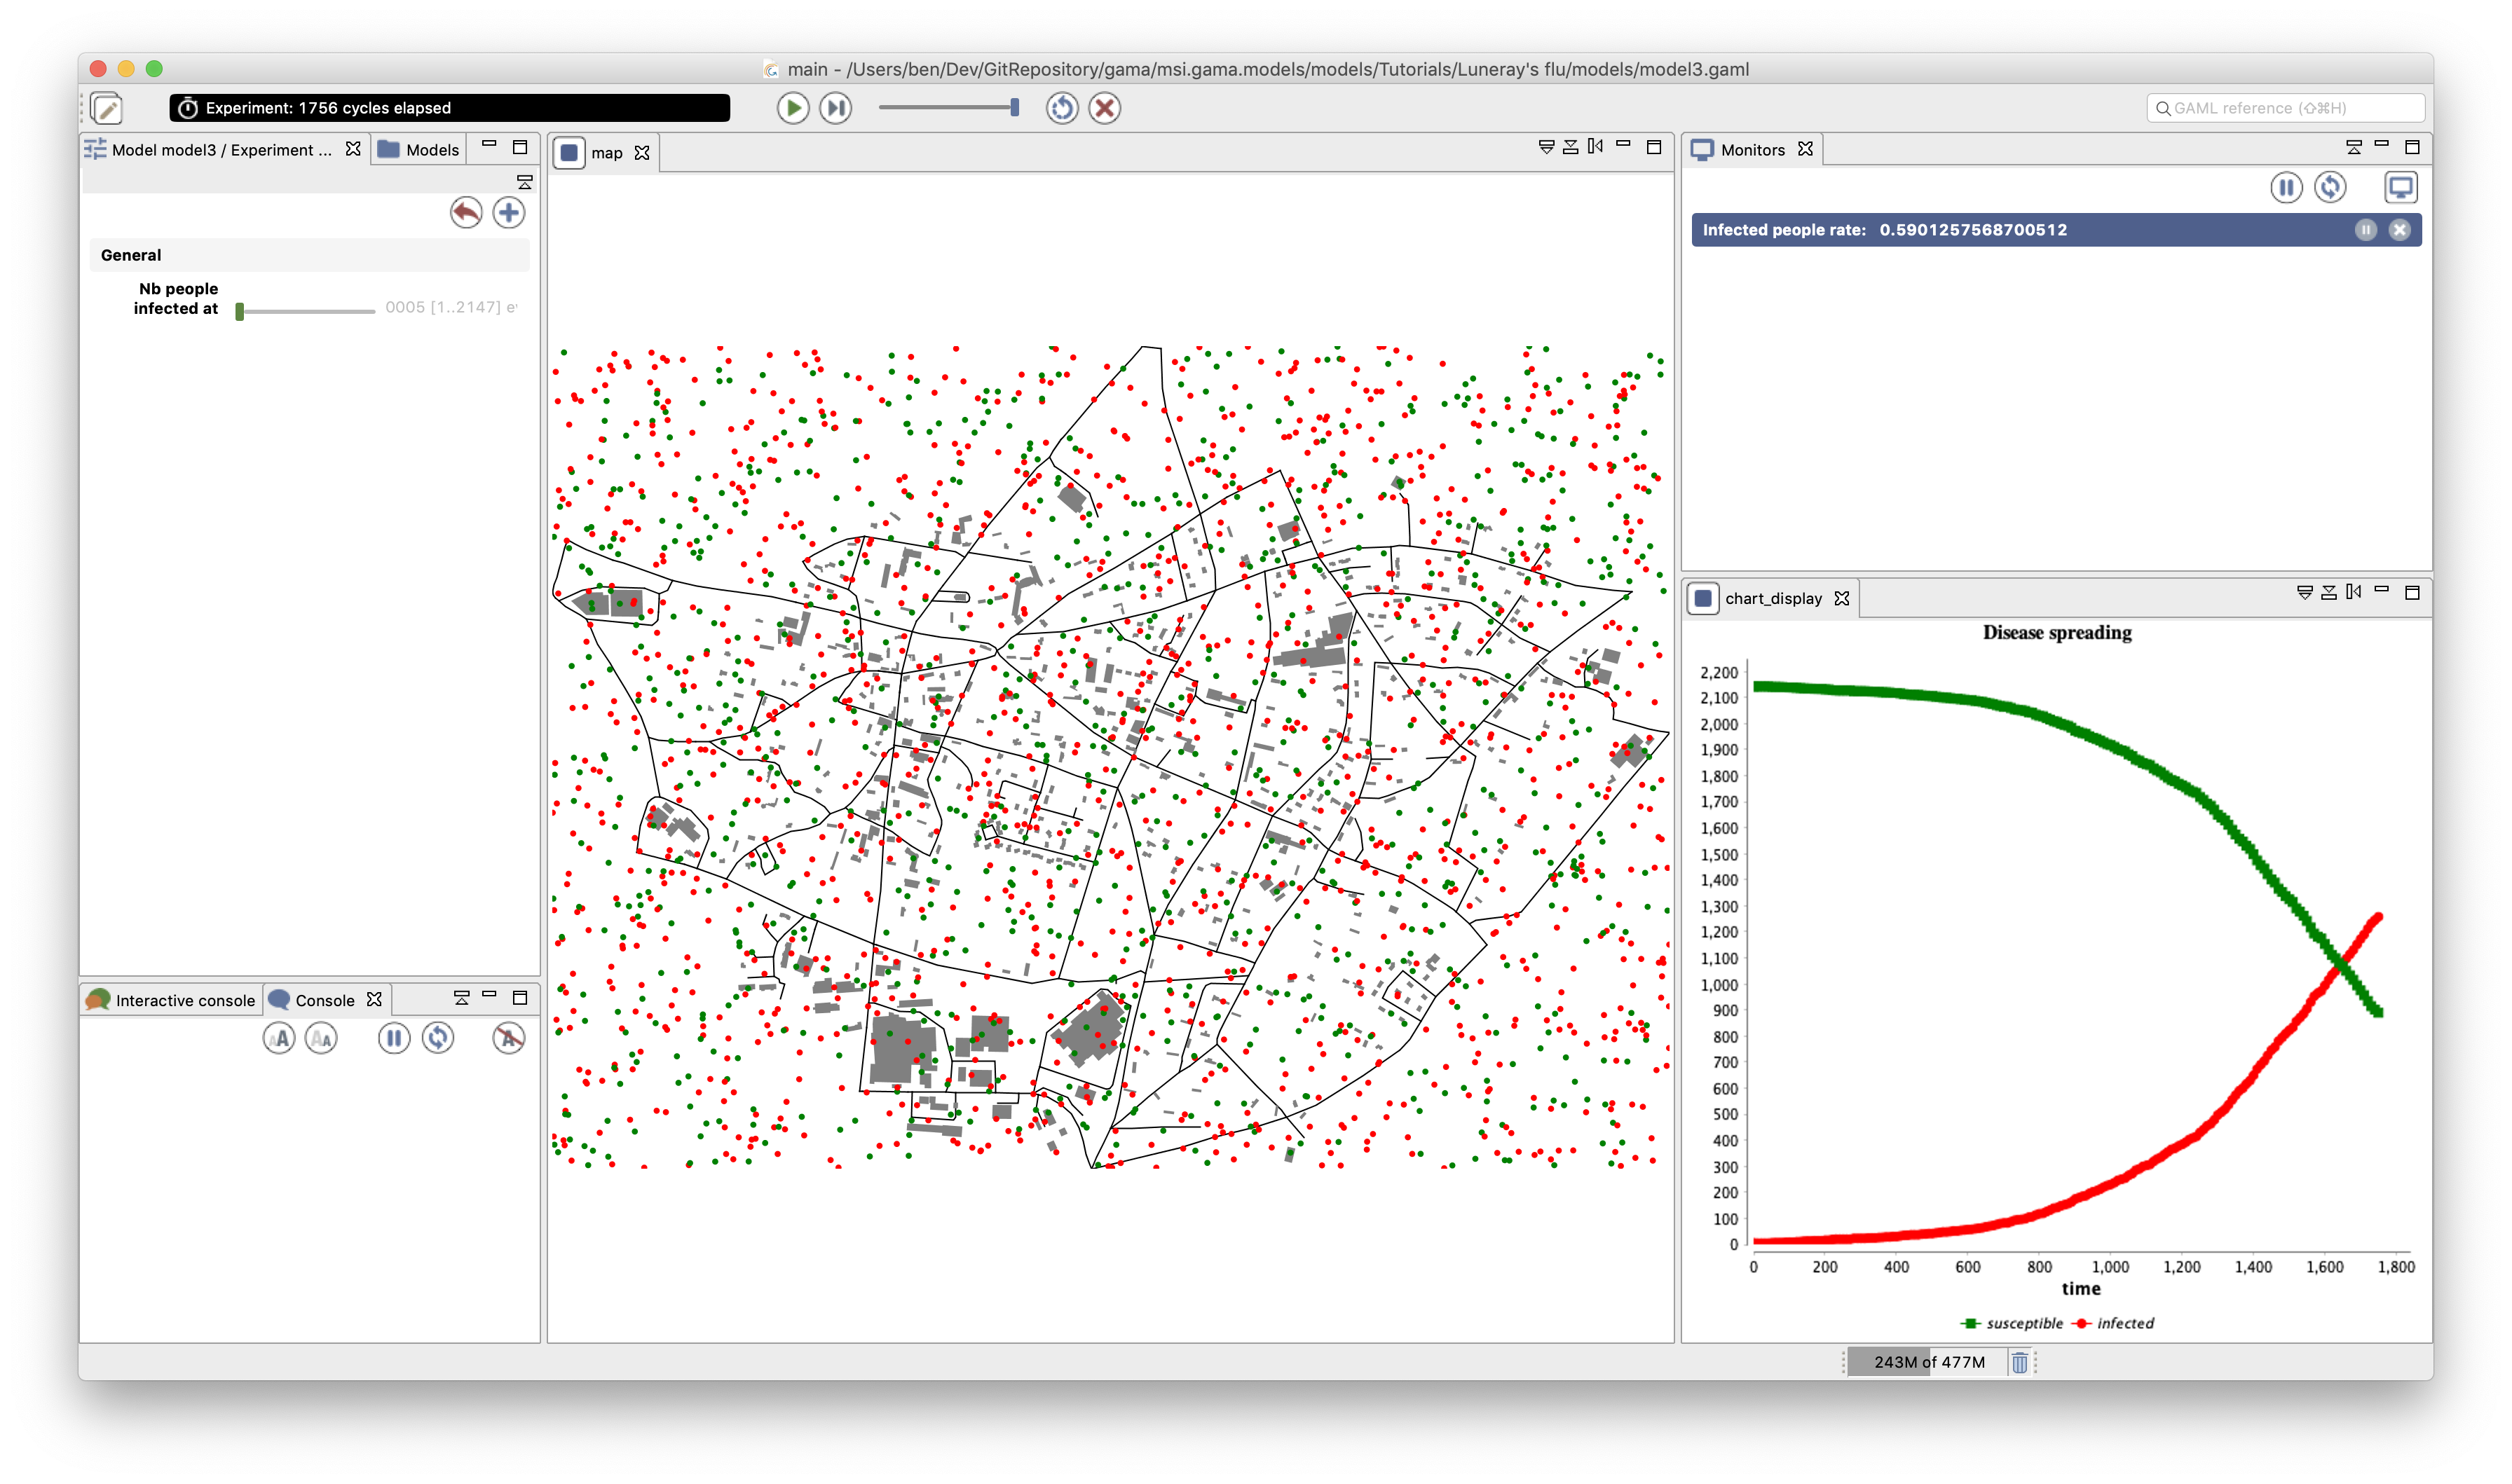 main - /Users/ben/Dev/GitRepository/gama/msi.gama.models/models/Tutorials/Luneray's flu/models/model3.gaml
Experiment: 1756 cycles elapsed
GAML reference (⇧⌘H)
Model model3 / Experiment ...
Models
General
Nb people
infected at
0005 [1..2147] e
Interactive console
Console
map
Monitors
Infected people rate: 0.5901257568700512
chart_display
Disease spreading
2,200
2,100
2,000
1,900
1,800
1,700
1,600
1,500
1,400
1,300
1,200
1,100
1,000
900
800
700
600
500
400
300
200
100
0
0 200 400 600 800 1,000 1,200 1,400 1,600 1,800
time
susceptible infected
243M of 477M